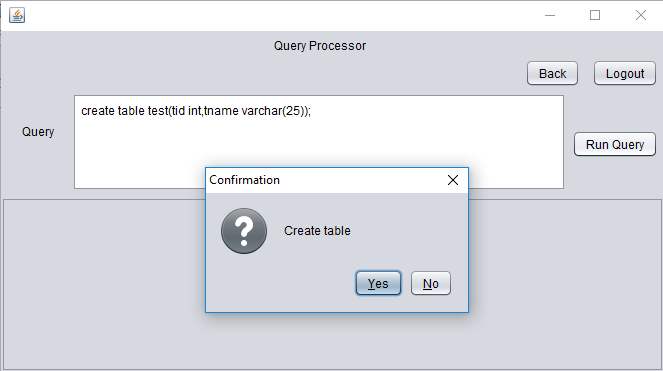 Query Processor
Back Logout
Query
create table test(tid int,tname varchar(25));
Run Query
Confirmation
Create table
Yes No